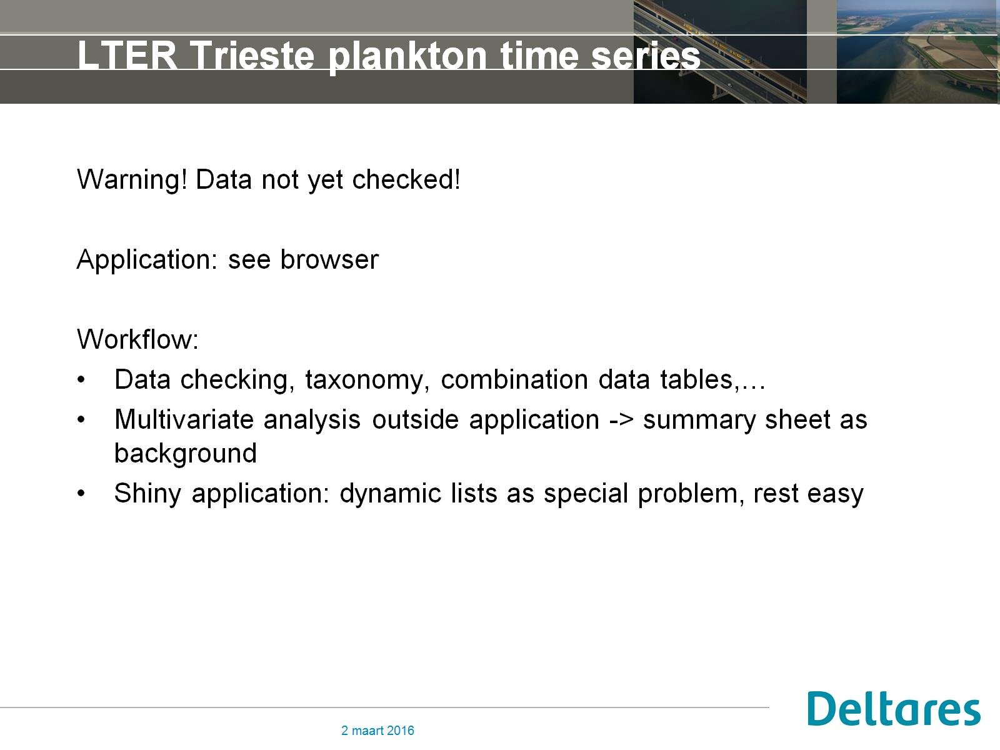 LTER Trieste plankton time series
Warning! Data not yet checked!
Application: see browser
Workflow:
• Data checking, taxonomy, combination data tables,…
• Multivariate analysis outside application -> summary sheet as
background
• Shiny application: dynamic lists as special problem, rest easy
2 maart 2016
Deltares